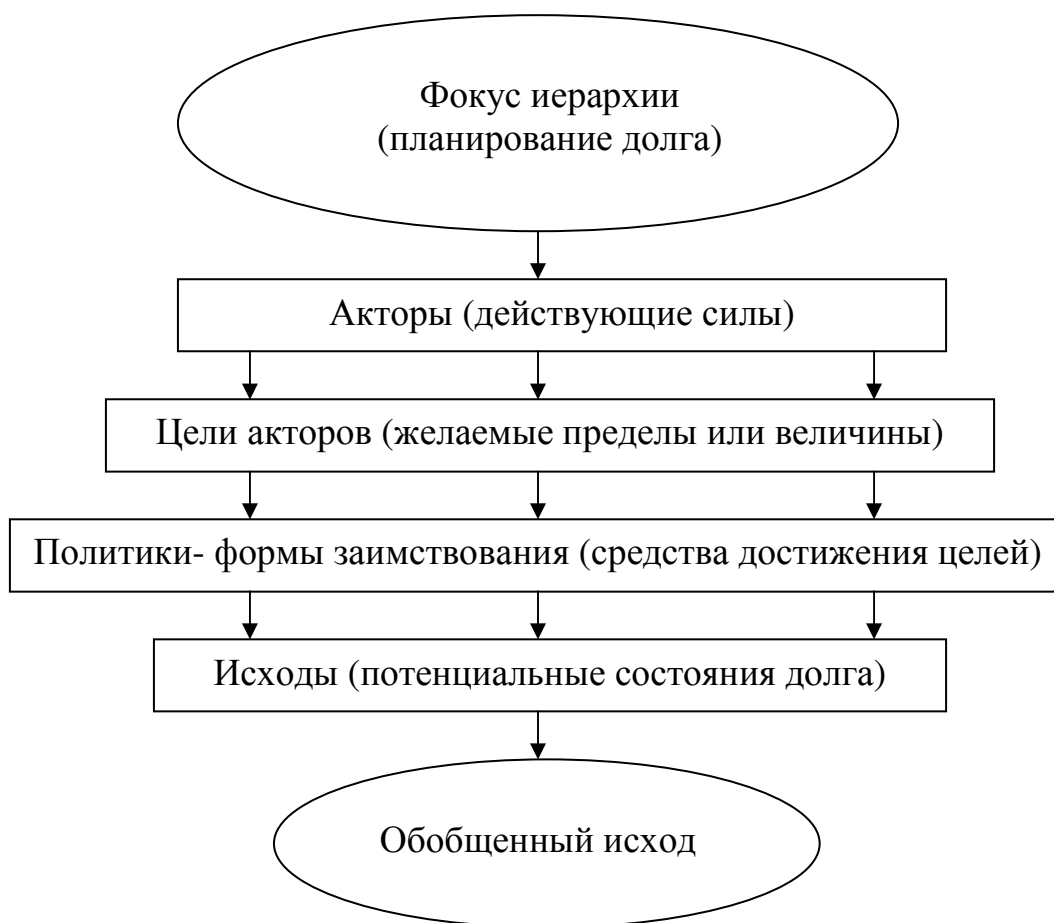 Фокус иерархии
(планирование долга)
Акторы (действующие силы)
Цели акторов (желаемые пределы или величины)
Политики- формы заимствования (средства достижения целей)
Исходы (потенциальные состояния долга)
Обобщенный исход